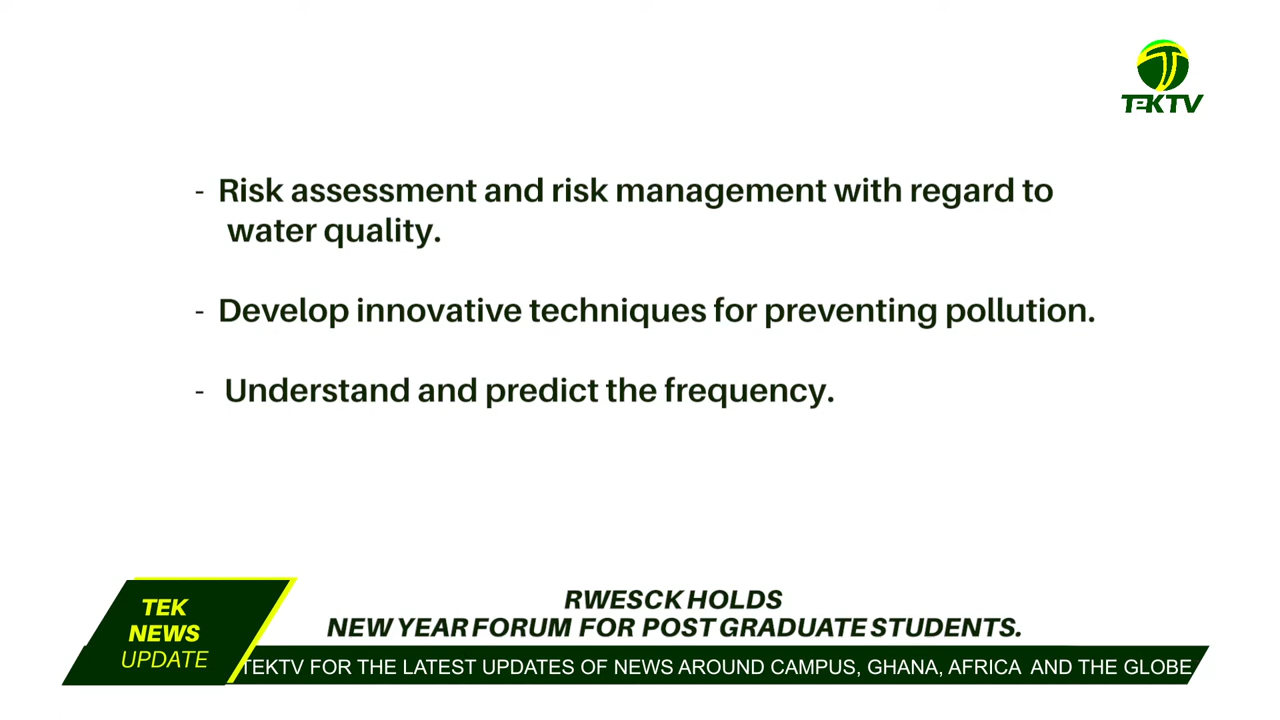 TEKTV
- Risk assessment and risk management with regard to
water quality.
- Develop innovative techniques for preventing pollution.
- Understand and predict the frequency.
RWESCK HOLDS
NEW YEAR FORUM FOR POST GRADUATE STUDENTS.
TEK
NEWS
UPDATE
TEKTV FOR THE LATEST UPDATES OF NEWS AROUND CAMPUS, GHANA, AFRICA AND THE GLOBE